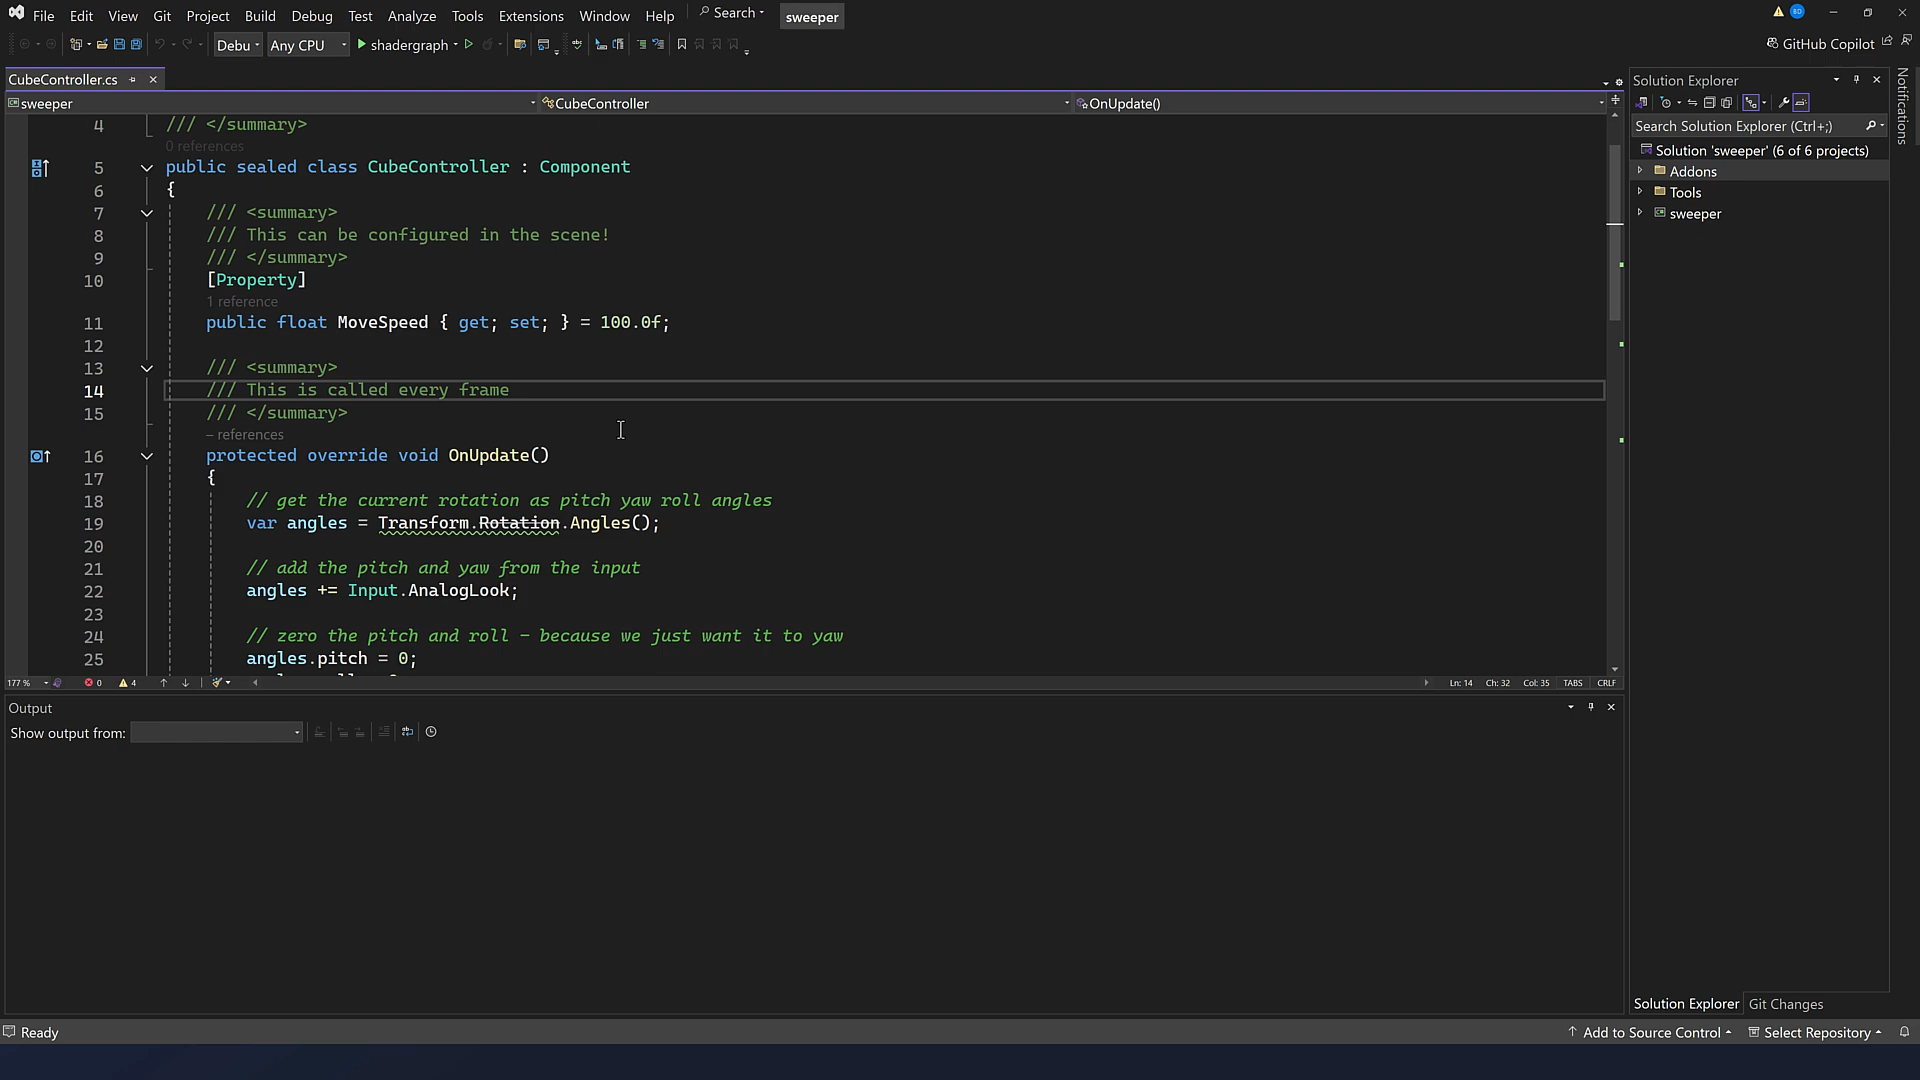 File Edit View Git Project Build Debug Test Analyze Tools Extensions Window Help Search sweeper
BD
Debu Any CPU shadergraph
GitHub Copilot
CubeController.cs
sweeper CubeController OnUpdate()
4 /// </summary>
0 references
5 public sealed class CubeController : Component
6 {
7 /// <summary>
8 /// This can be configured in the scene!
9 /// </summary>
10 [Property]
1 reference
11 public float MoveSpeed { get; set; } = 100.0f;
12
13 /// <summary>
14 /// This is called every frame
15 /// </summary>
– references
16 protected override void OnUpdate()
17 {
18 // get the current rotation as pitch yaw roll angles
19 var angles = Transform.Rotation.Angles();
20
21 // add the pitch and yaw from the input
22 angles += Input.AnalogLook;
23
24 // zero the pitch and roll – because we just want it to yaw
25 angles.pitch = 0;
177 % 0 4 Ln: 14 Ch: 32 Col: 35 TABS CRLF
Output
Show output from:
Solution Explorer
Search Solution Explorer (Ctrl+;)
Solution 'sweeper' (6 of 6 projects)
Addons
Tools
sweeper
Solution Explorer Git Changes
Notifications
Ready
Add to Source Control Select Repository